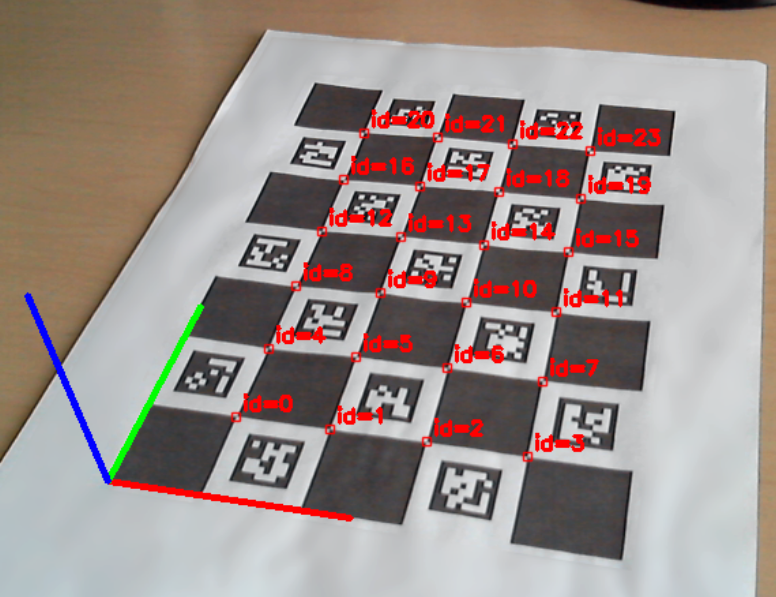 id=20 id=21 id=22 id=23
id=16 id=17 id=18 id=19
id=12 id=13 id=14 id=15
id=8 id=9 id=10 id=11
id=4 id=5 id=6 id=7
id=0 id=1 id=2 id=3